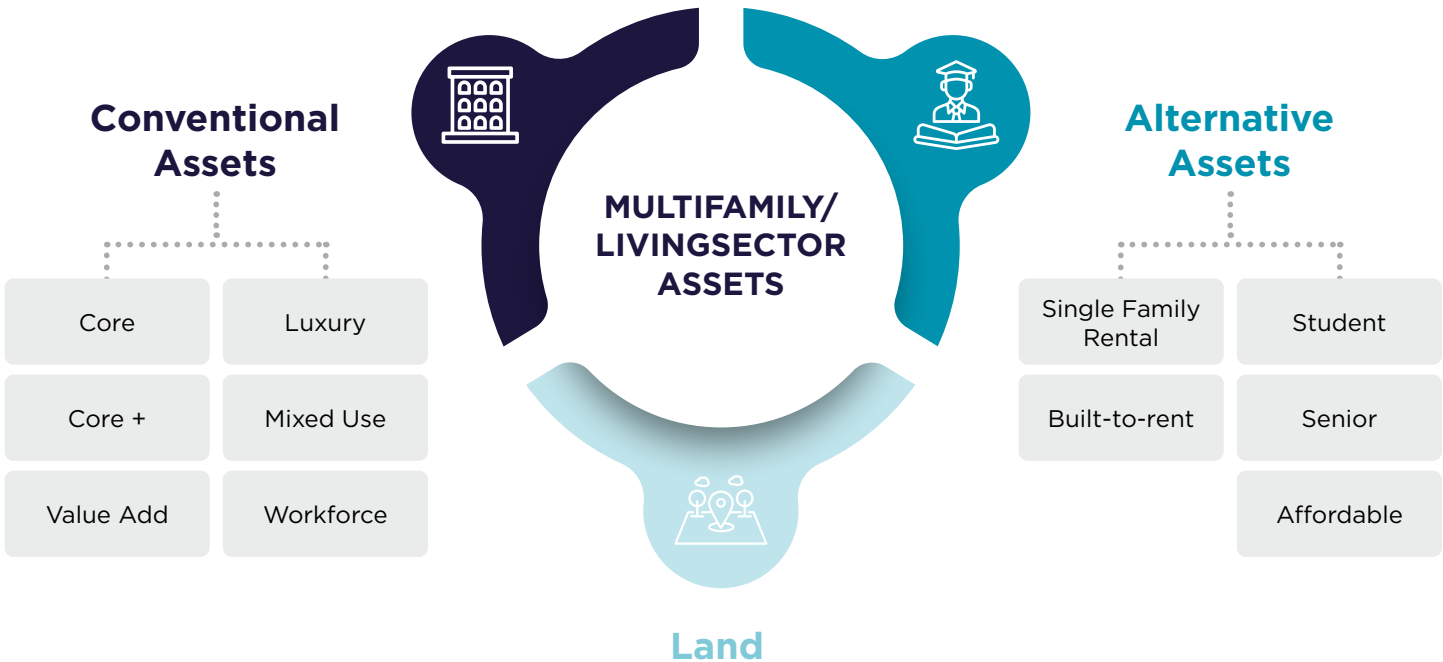 Conventional
Assets
Core
Luxury
Core +
Mixed Use
Value Add
Workforce
MULTIFAMILY/
LIVINGSECTOR
ASSETS
Alternative
Assets
Single Family
Rental
Student
Built-to-rent
Senior
Affordable
Land